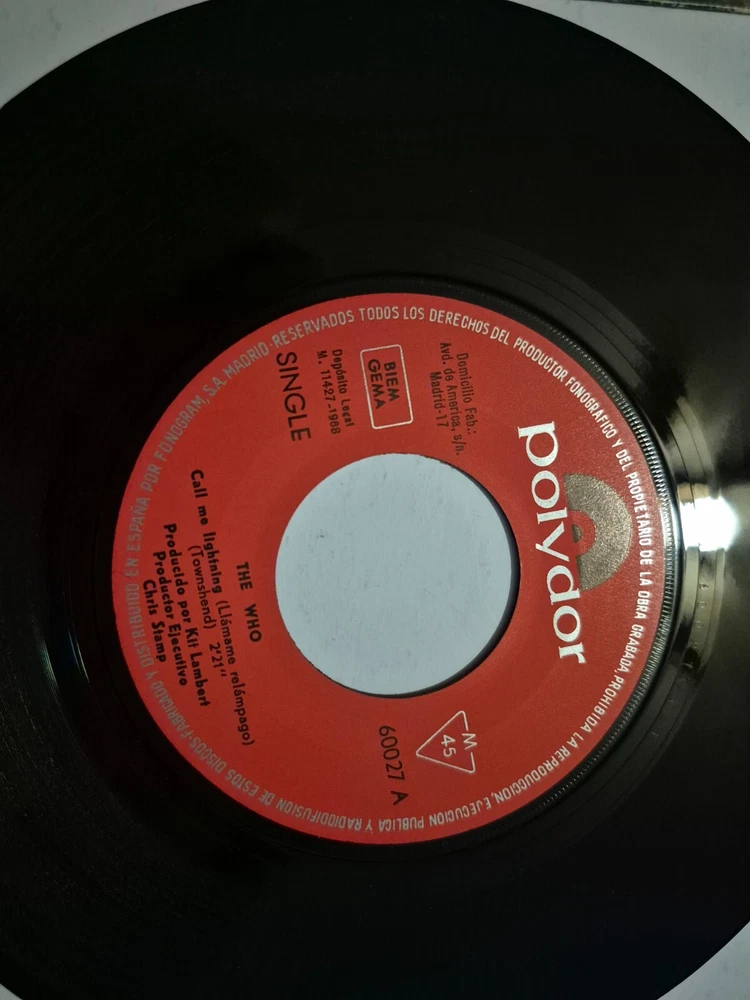 polydor
FABRICADO Y DISTRIBUIDO EN ESPAÑA POR FONOGRAM, S.A. MADRID-RESERVADOS TODOS LOS DERECHOS DEL PRODUCTOR FONOGRAFICO Y DEL PROPIETARIO DE LA OBRA GRABADA. PROHIBIDA LA REPRODUCCION, EJECUCION PUBLICA Y RADIODIFUSION DE ESTOS DISCOS-
Domicilio Fab.:
Avd. de America, s/n.
Madrid-17
BIEM
GEMA
Depósito Legal
M. 11427-1968
SINGLE
M
45
60027 A
THE WHO
Call me lightning (Llámame relámpago)
(Townshend) 2'21"
Producido por Kit Lambert
Productor Ejecutivo
Chris Stamp